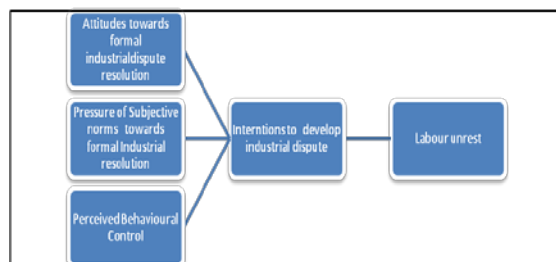 Attitudes towards
formal
industrialdispute
resolution
Pressure of Subjective
norms towards
formal Industrial
resolution
Interntions to develop
industrial dispute
Labour unrest
Perceived Behavioural
Control